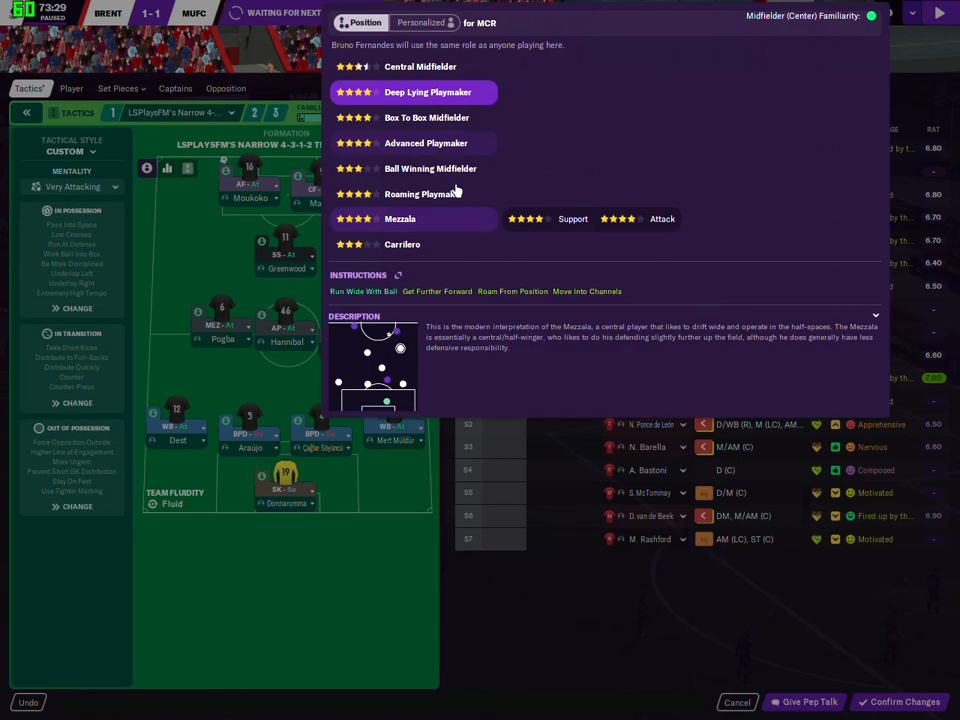 60
73:29
PAUSED
BRENT 1-1 MUFC
WAITING FOR NEXT
Position Personalized for MCR
Midfielder (Center) Familiarity:
Bruno Fernandes will use the same role as anyone playing here.
Central Midfielder
Deep Lying Playmaker
Box To Box Midfielder
Advanced Playmaker
Ball Winning Midfielder
Roaming Playmaker
Mezzala Support Attack
Carrilero
INSTRUCTIONS
Run Wide With Ball Get Further Forward Roam From Position Move Into Channels
DESCRIPTION
This is the modern interpretation of the Mezzala, a central player that likes to drift wide and operate in the half-spaces. The Mezzala
is essentially a central/half-winger, who likes to do his defending slightly further up the field, although he does generally have less
defensive responsibility.
Tactics Player Set Pieces Captains Opposition
TACTICS 1 LSPlaysFM's Narrow 4-... 2 3
TACTICAL STYLE
CUSTOM
MENTALITY
Very Attacking
IN POSSESSION
Pass Into Space
Low Crosses
Run At Defense
Work Ball Into Box
Be More Disciplined
Underlap Left
Underlap Right
Extremely High Tempo
CHANGE
IN TRANSITION
Take Short Kicks
Distribute to Full-Backs
Distribute Quickly
Counter
Counter-Press
CHANGE
OUT OF POSSESSION
Force Opposition Outside
Higher Line of Engagement
More Urgent
Prevent Short GK Distribution
Stay On Feet
Use Tighter Marking
CHANGE
FORMATION
LSPLAYSFM'S NARROW 4-3-1-2
16
AF - At
Moukoko
CF-
11
SS - At
Greenwood
6
MEZ - At
Pogba
46
AP - At
Hannibal
12
WB - At
Dest
5
BPD - De
Araújo
BPD - De
Çağlar Söyüncü
WB - At
Mert Müldür
19
SK - Su
Donnarumma
TEAM FLUIDITY
Fluid
RAT
6.80
6.80
6.70
6.70
6.40
6.50
-
-
6.60
7.80
S2 N. Ponce de León D/WB (R), M (LC), AM... Apprehensive 6.50
S3 N. Barella M/AM (C) Nervous 6.60
S4 A. Bastoni D (C) Composed -
S5 S. McTominay D/M (C) Motivated -
S6 D. van de Beek DM, M/AM (C) Fired up by th... 6.90
S7 M. Rashford AM (LC), ST (C) Motivated -
Undo
Cancel Give Pep Talk Confirm Changes